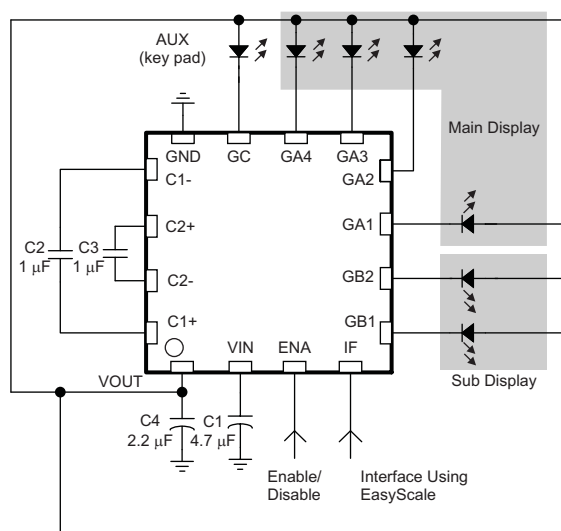 AUX
(key pad)
Main Display
GND
GC
GA4
GA3
C1-
GA2
C2+
GA1
C2
1 μF
C3
1 μF
C2-
GB2
C1+
GB1
VIN
ENA
IF
VOUT
Sub Display
C4
2.2 μF
C1
4.7 μF
Enable/
Disable
Interface Using
EasyScale